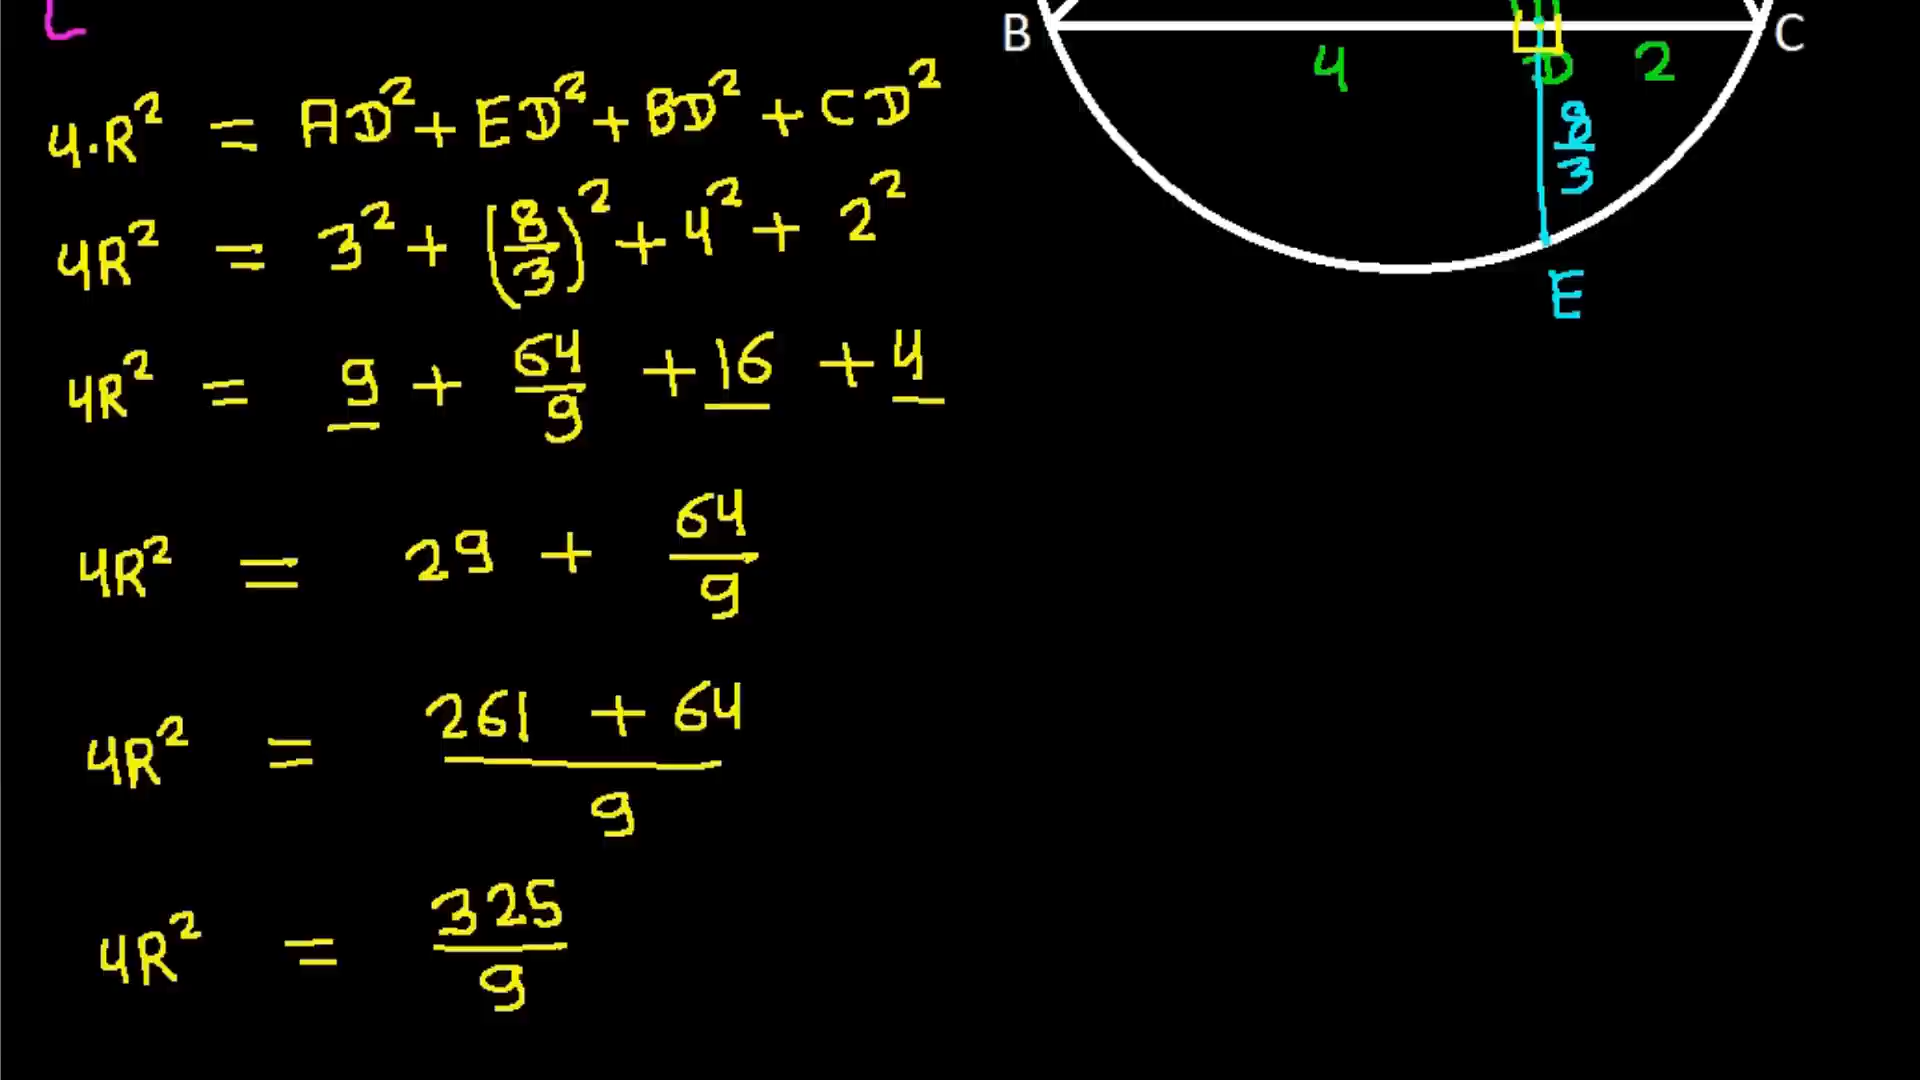 B C
4 D 2
8/3
E
4·R² = AD² + ED² + BD² + CD²
4R² = 3² + (8/3)² + 4² + 2²
4R² = 9 + 64/9 + 16 + 4
4R² = 29 + 64/9
4R² = 261 + 64 / 9
4R² = 325/9